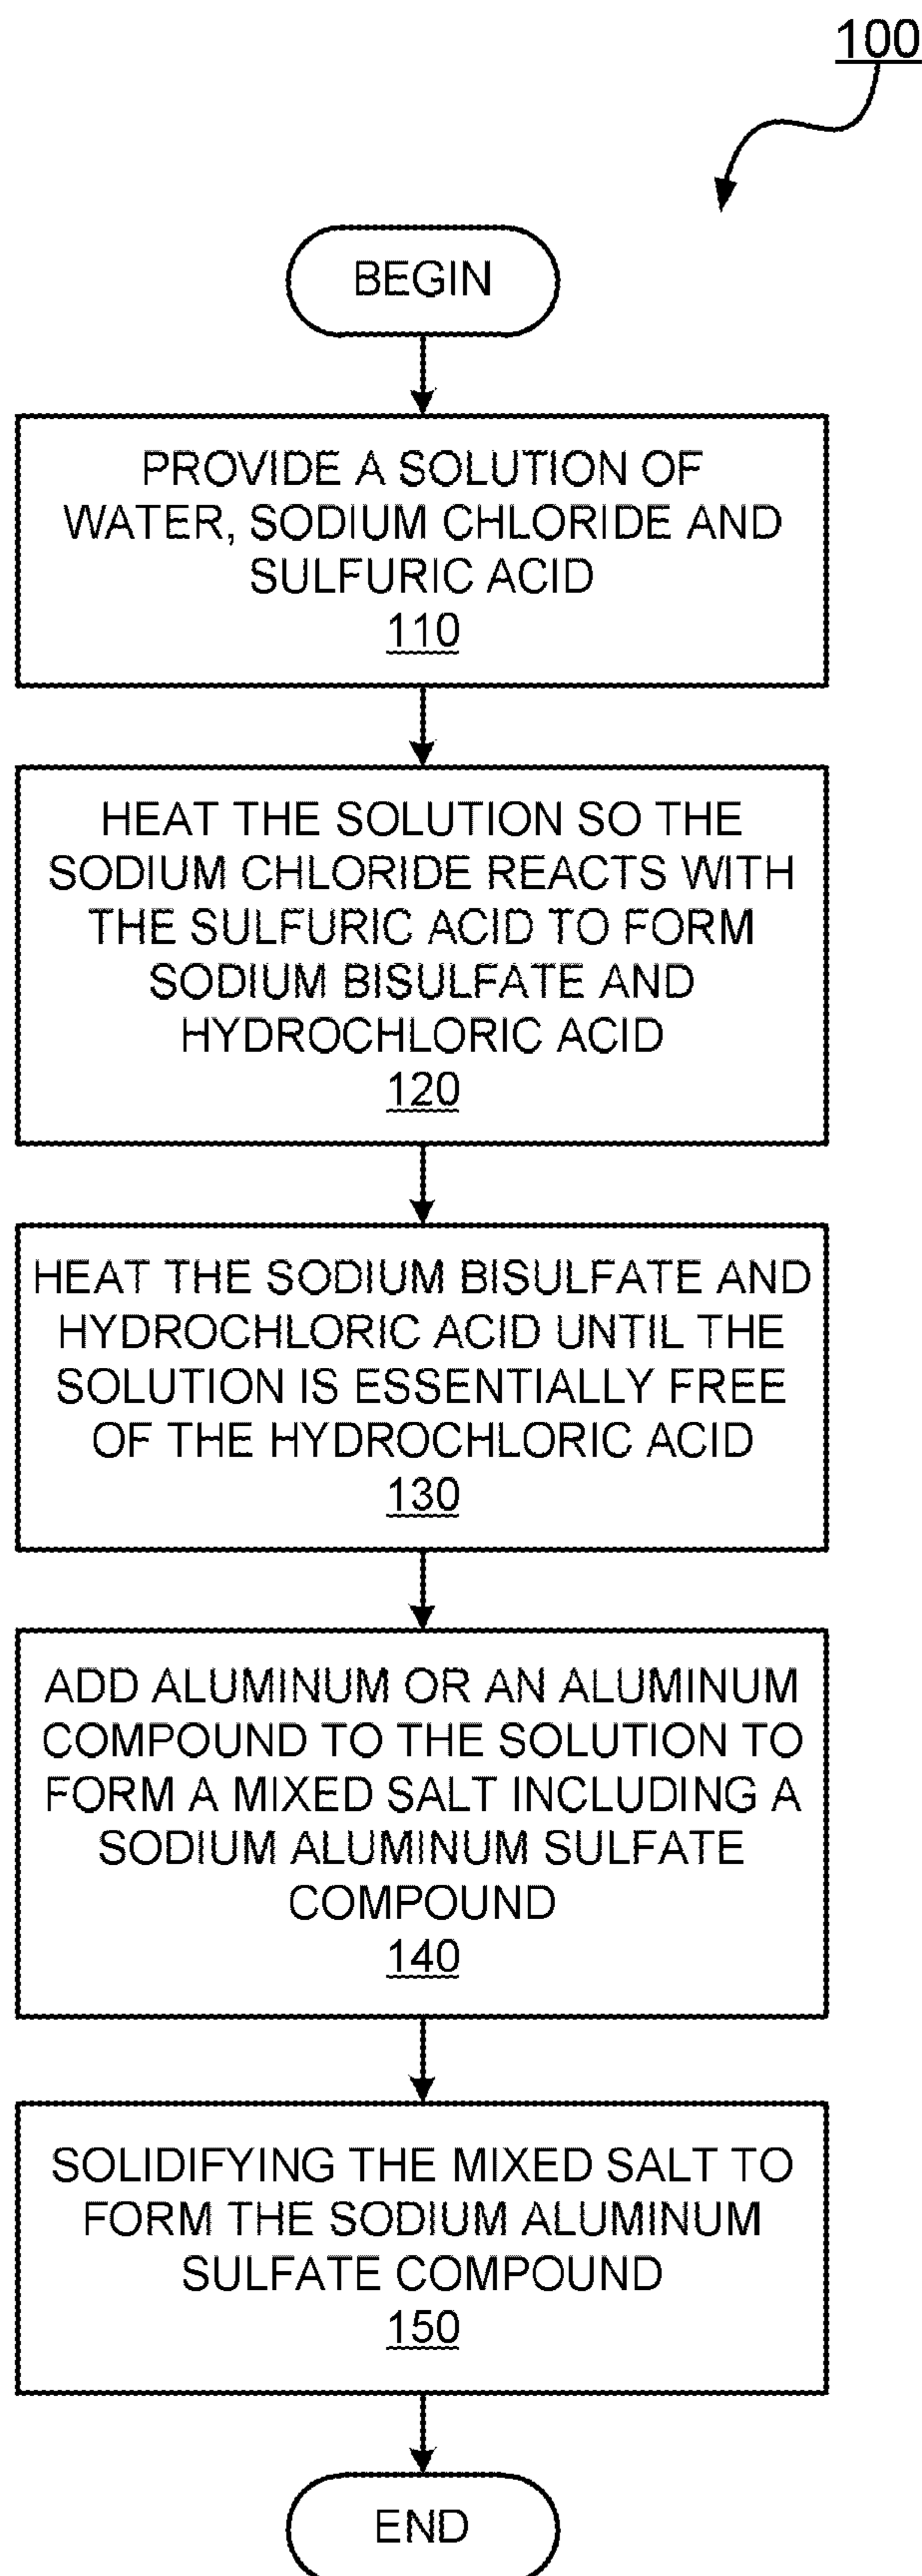 100
BEGIN
PROVIDE A SOLUTION OF
WATER, SODIUM CHLORIDE AND
SULFURIC ACID
110
HEAT THE SOLUTION SO THE
SODIUM CHLORIDE REACTS WITH
THE SULFURIC ACID TO FORM
SODIUM BISULFATE AND
HYDROCHLORIC ACID
120
HEAT THE SODIUM BISULFATE AND
HYDROCHLORIC ACID UNTIL THE
SOLUTION IS ESSENTIALLY FREE
OF THE HYDROCHLORIC ACID
130
ADD ALUMINUM OR AN ALUMINUM
COMPOUND TO THE SOLUTION TO
FORM A MIXED SALT INCLUDING A
SODIUM ALUMINUM SULFATE
COMPOUND
140
SOLIDIFYING THE MIXED SALT TO
FORM THE SODIUM ALUMINUM
SULFATE COMPOUND
150
END